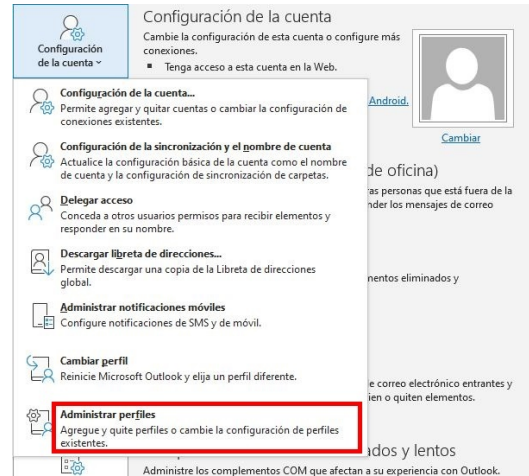 Configuración de la cuenta
Cambie la configuración de esta cuenta o configure más
conexiones.
Tenga acceso a esta cuenta en la Web.
Configuración
de la cuenta
Android.
Cambiar
Configuración de la cuenta...
Permite agregar y quitar cuentas o cambiar la configuración de
conexiones existentes.
Configuración de la sincronización y el nombre de cuenta
Actualice la configuración básica de la cuenta como el nombre
de cuenta y la configuración de sincronización de carpetas.
de oficina)
ras personas que está fuera de la
nder los mensajes de correo
Delegar acceso
Conceda a otros usuarios permisos para recibir elementos y
responder en su nombre.
Descargar libreta de direcciones...
Permite descargar una copia de la Libreta de direcciones
global.
mentos eliminados y
Administrar notificaciones móviles
Configure notificaciones de SMS y de móvil.
Cambiar perfil
Reinicie Microsoft Outlook y elija un perfil diferente.
e correo electrónico entrantes y
ien o quiten elementos.
Administrar perfiles
Agregue y quite perfiles o cambie la configuración de perfiles
existentes.
ados y lentos
Administre los complementos COM que afectan a su experiencia con Outlook.